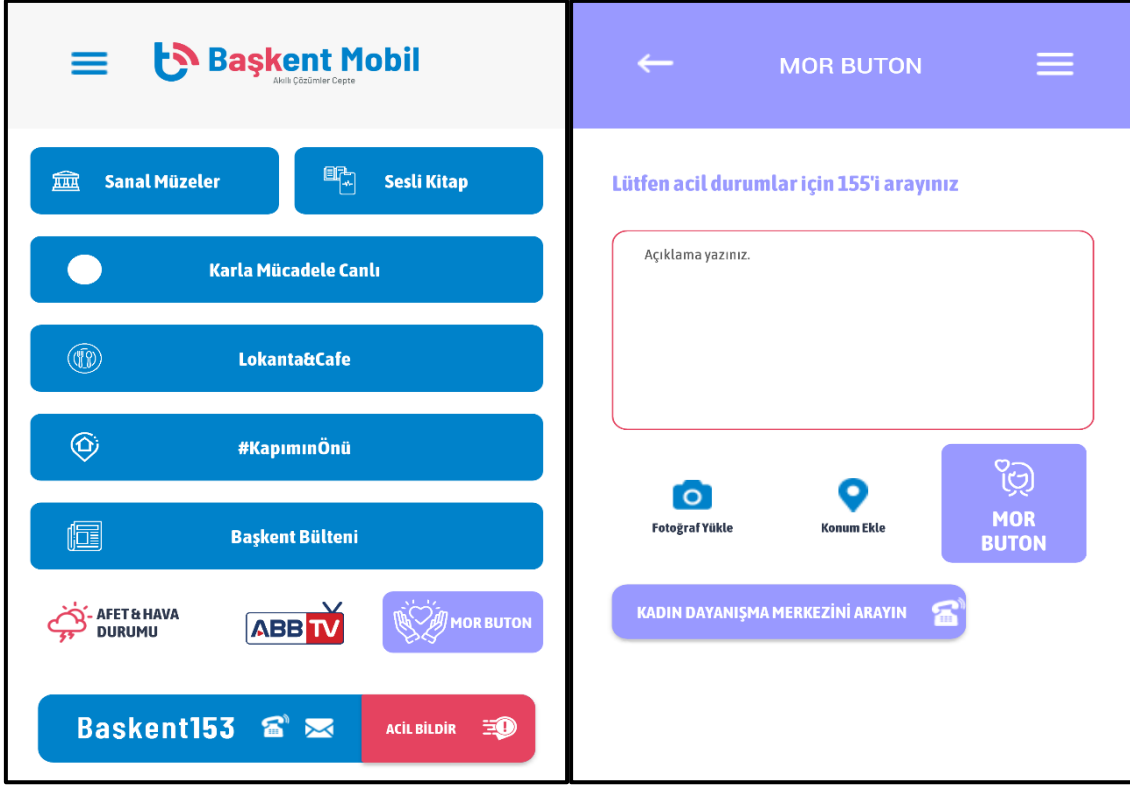 Başkent Mobil
Akıllı Çözümler Cepte
Sanal Müzeler
Sesli Kitap
Karla Mücadele Canlı
Lokanta&Cafe
#KapımınÖnü
Başkent Bülteni
AFET & HAVA
DURUMU
ABB TV
MOR BUTON
Baskent153
ACİL BİLDİR
MOR BUTON
Lütfen acil durumlar için 155'i arayınız
Açıklama yazınız.
Fotoğraf Yükle
Konum Ekle
MOR
BUTON
KADIN DAYANIŞMA MERKEZİNİ ARAYIN